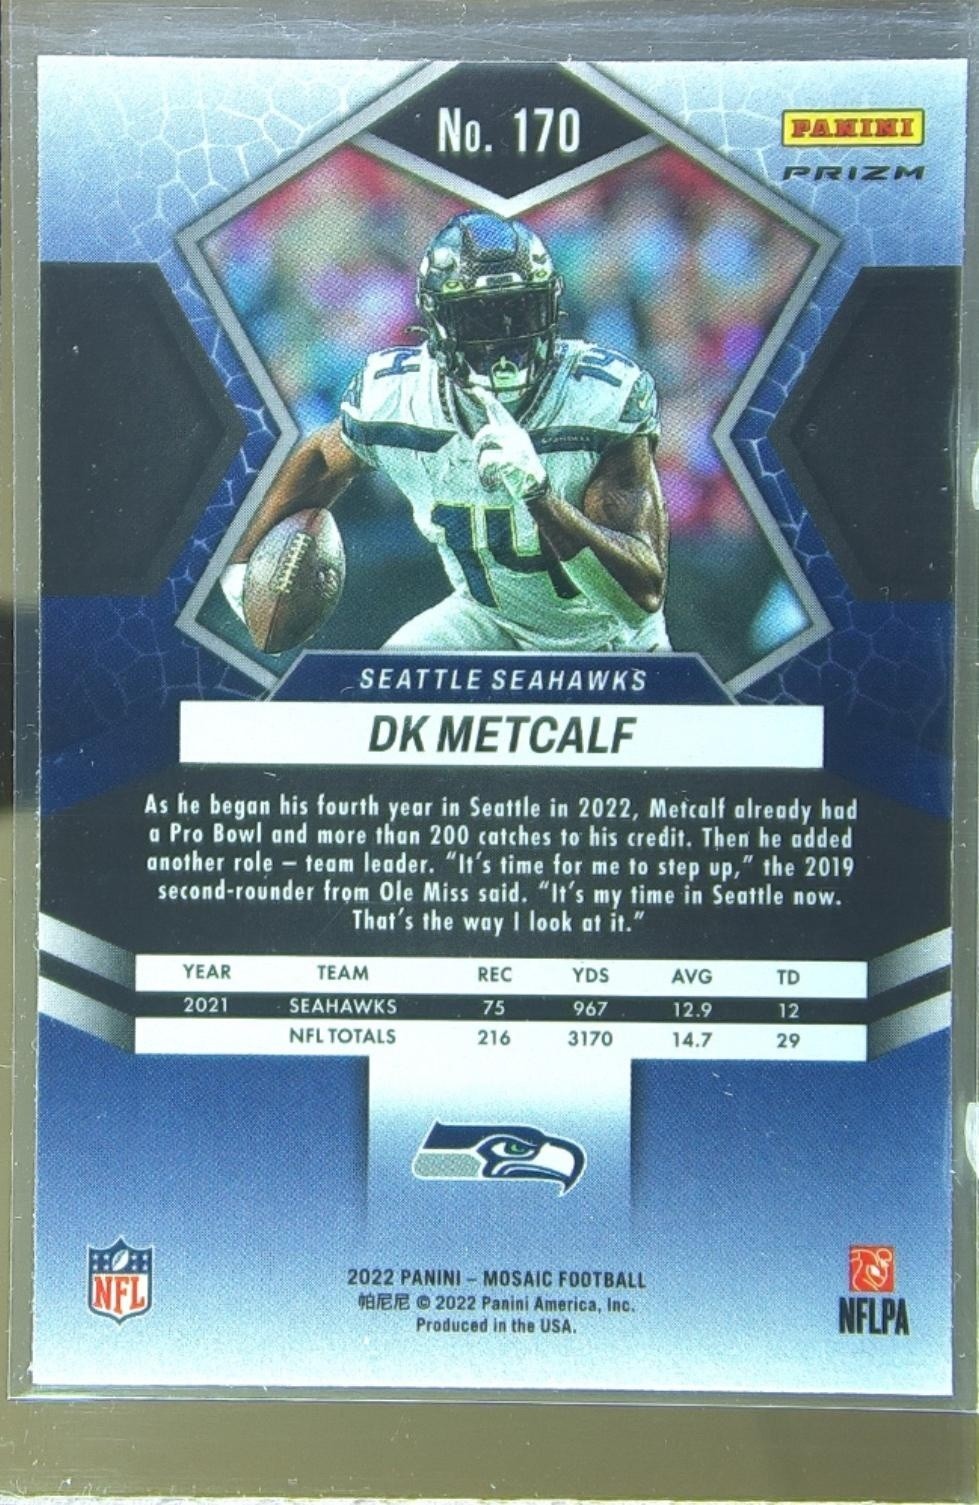 No. 170
PANINI
PRIZM
14
14
14
SEATTLE SEAHAWKS
DK METCALF
As he began his fourth year in Seattle in 2022, Metcalf already had
a Pro Bowl and more than 200 catches to his credit. Then he added
another role – team leader. “It’s time for me to step up,” the 2019
second-rounder from Ole Miss said. “It’s my time in Seattle now.
That’s the way I look at it.”
YEAR TEAM REC YDS AVG TD
2021 SEAHAWKS 75 967 12.9 12
NFL TOTALS 216 3170 14.7 29
NFL
2022 PANINI – MOSAIC FOOTBALL
帕尼尼 © 2022 Panini America, Inc.
Produced in the USA.
NFLPA